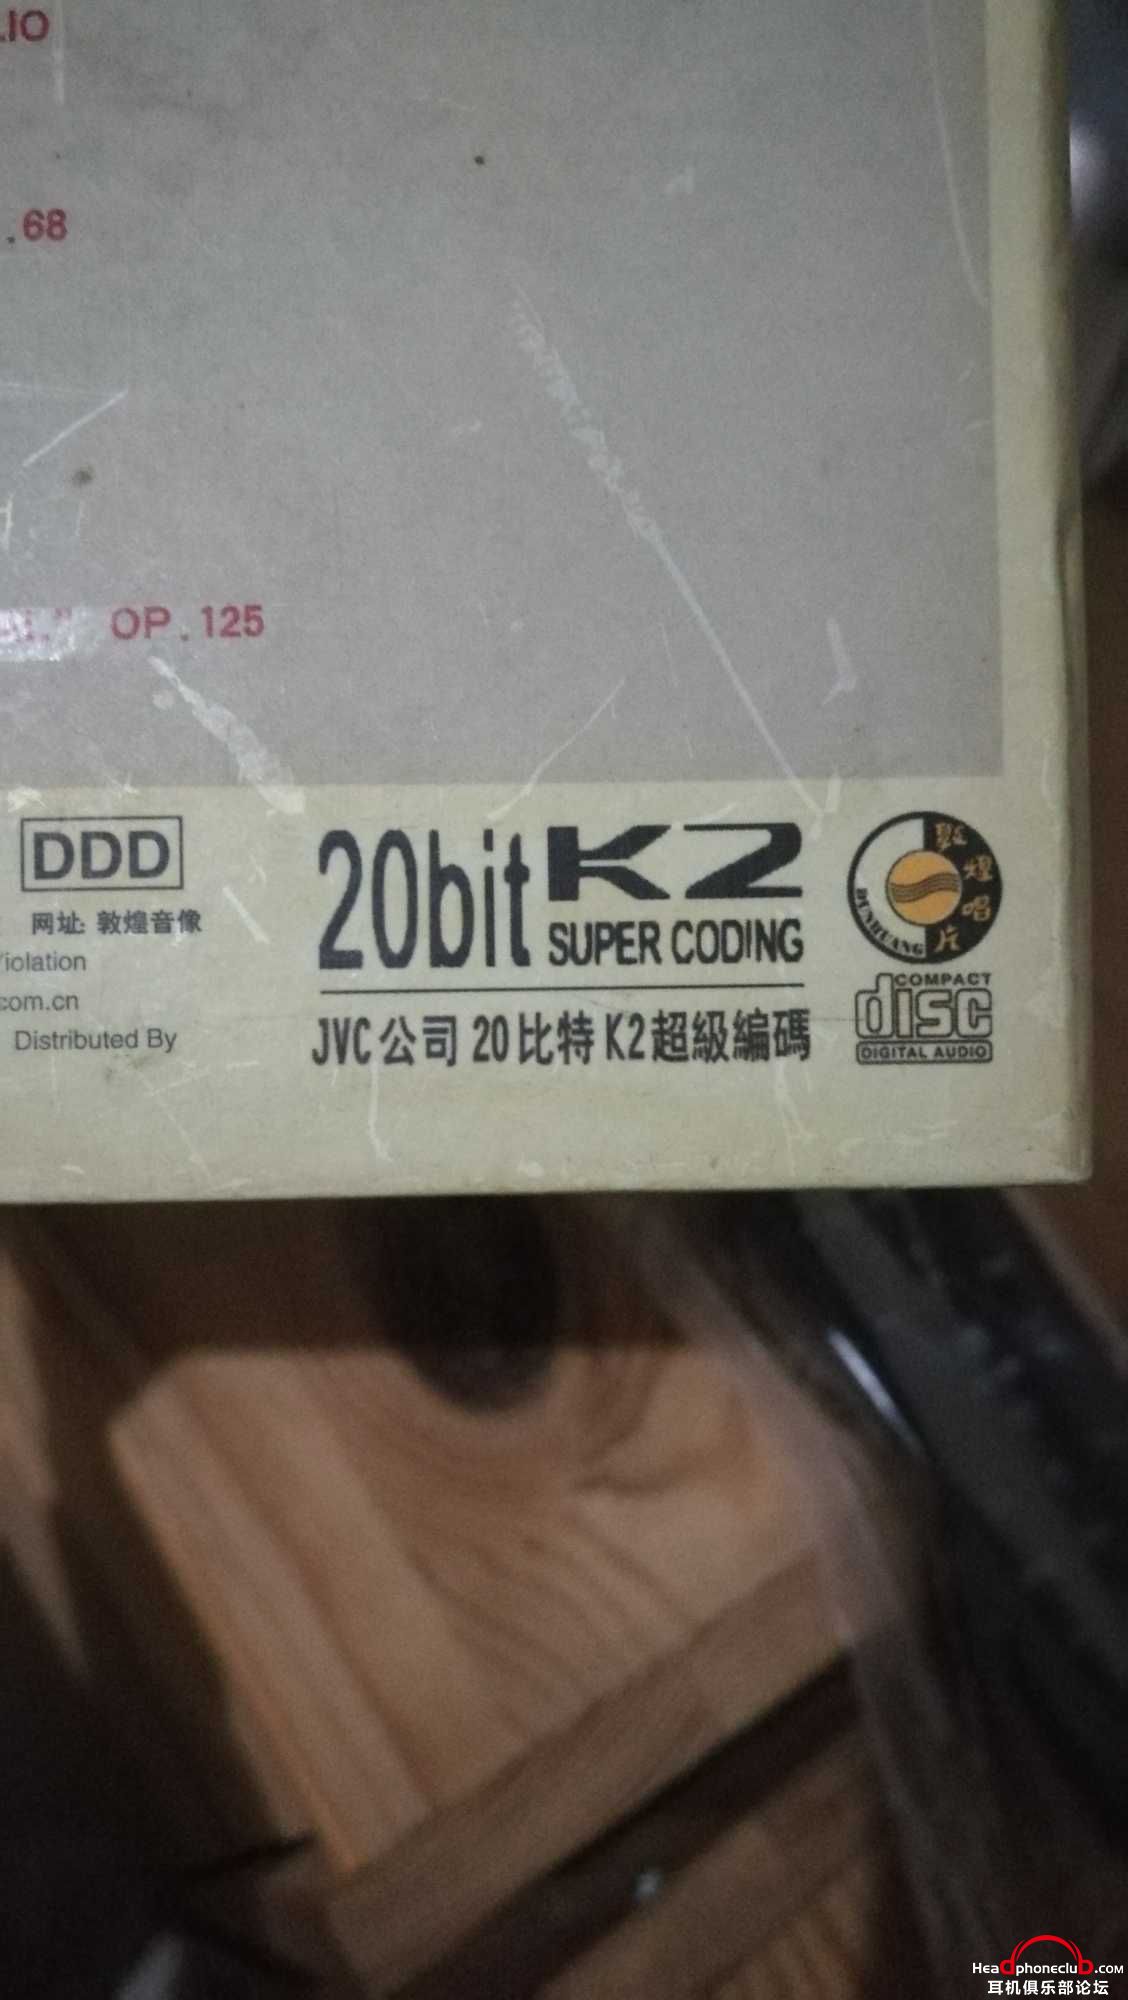 LIO
.68
OP.125
DDD
网址: 敦煌音像
Violation
com.cn
Distributed By
20bit K2
SUPER CODING
JVC公司 20比特 K2超級編碼
敦煌唱片
DUNHUANG
COMPACT
disc
DIGITAL AUDIO
Headphoneclub.com
耳机俱乐部论坛